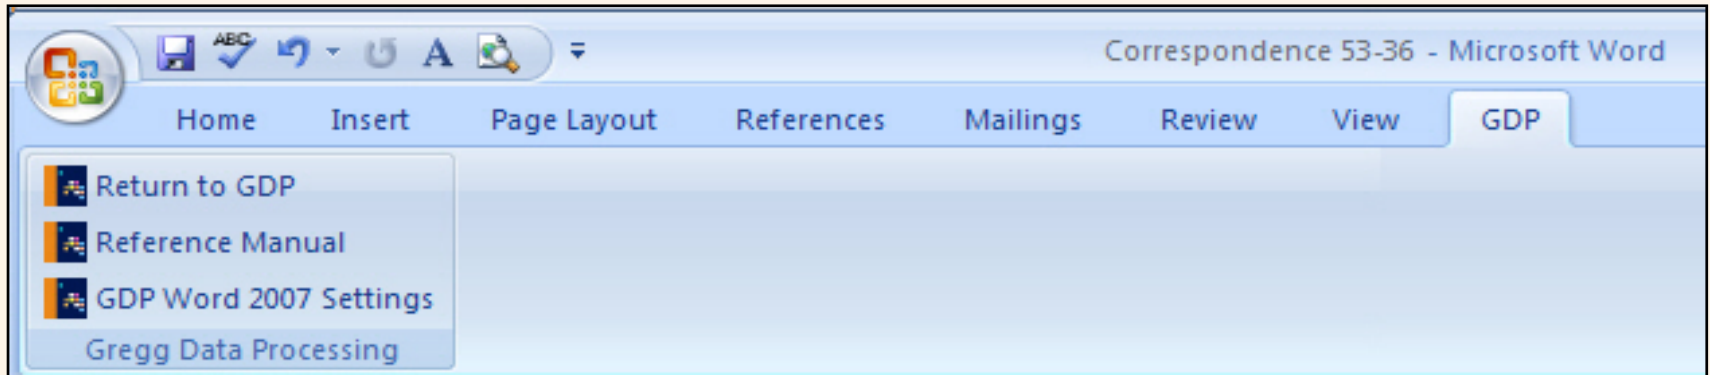 ABC A
Correspondence 53-36 - Microsoft Word
Home Insert Page Layout References Mailings Review View GDP
Return to GDP
Reference Manual
GDP Word 2007 Settings
Gregg Data Processing